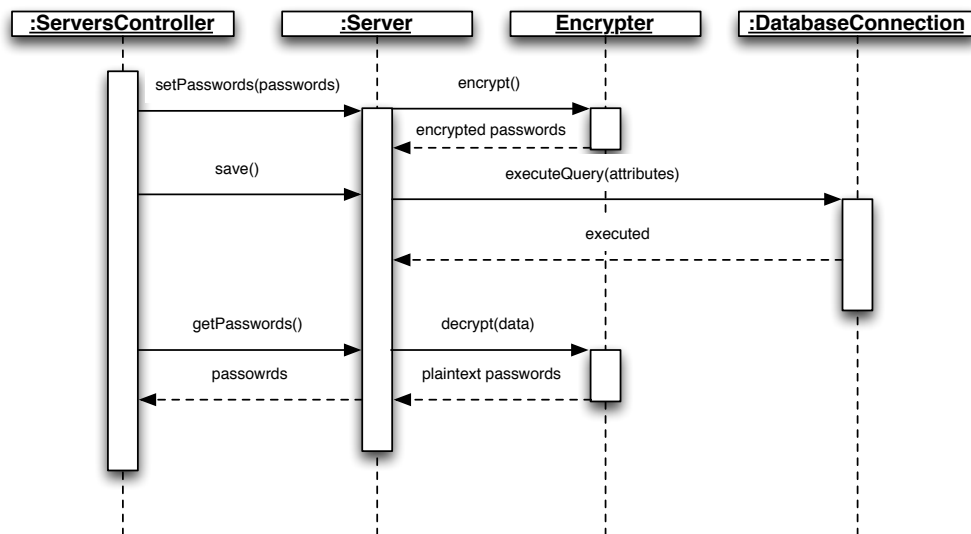 :ServersController
:Server
Encrypter
:DatabaseConnection
setPasswords(passwords)
encrypt()
encrypted passwords
save()
executeQuery(attributes)
executed
getPasswords()
decrypt(data)
passowrds
plaintext passwords